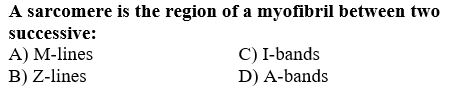 A sarcomere is the region of a myofibril between two
successive:
A) M-lines C) I-bands
B) Z-lines D) A-bands